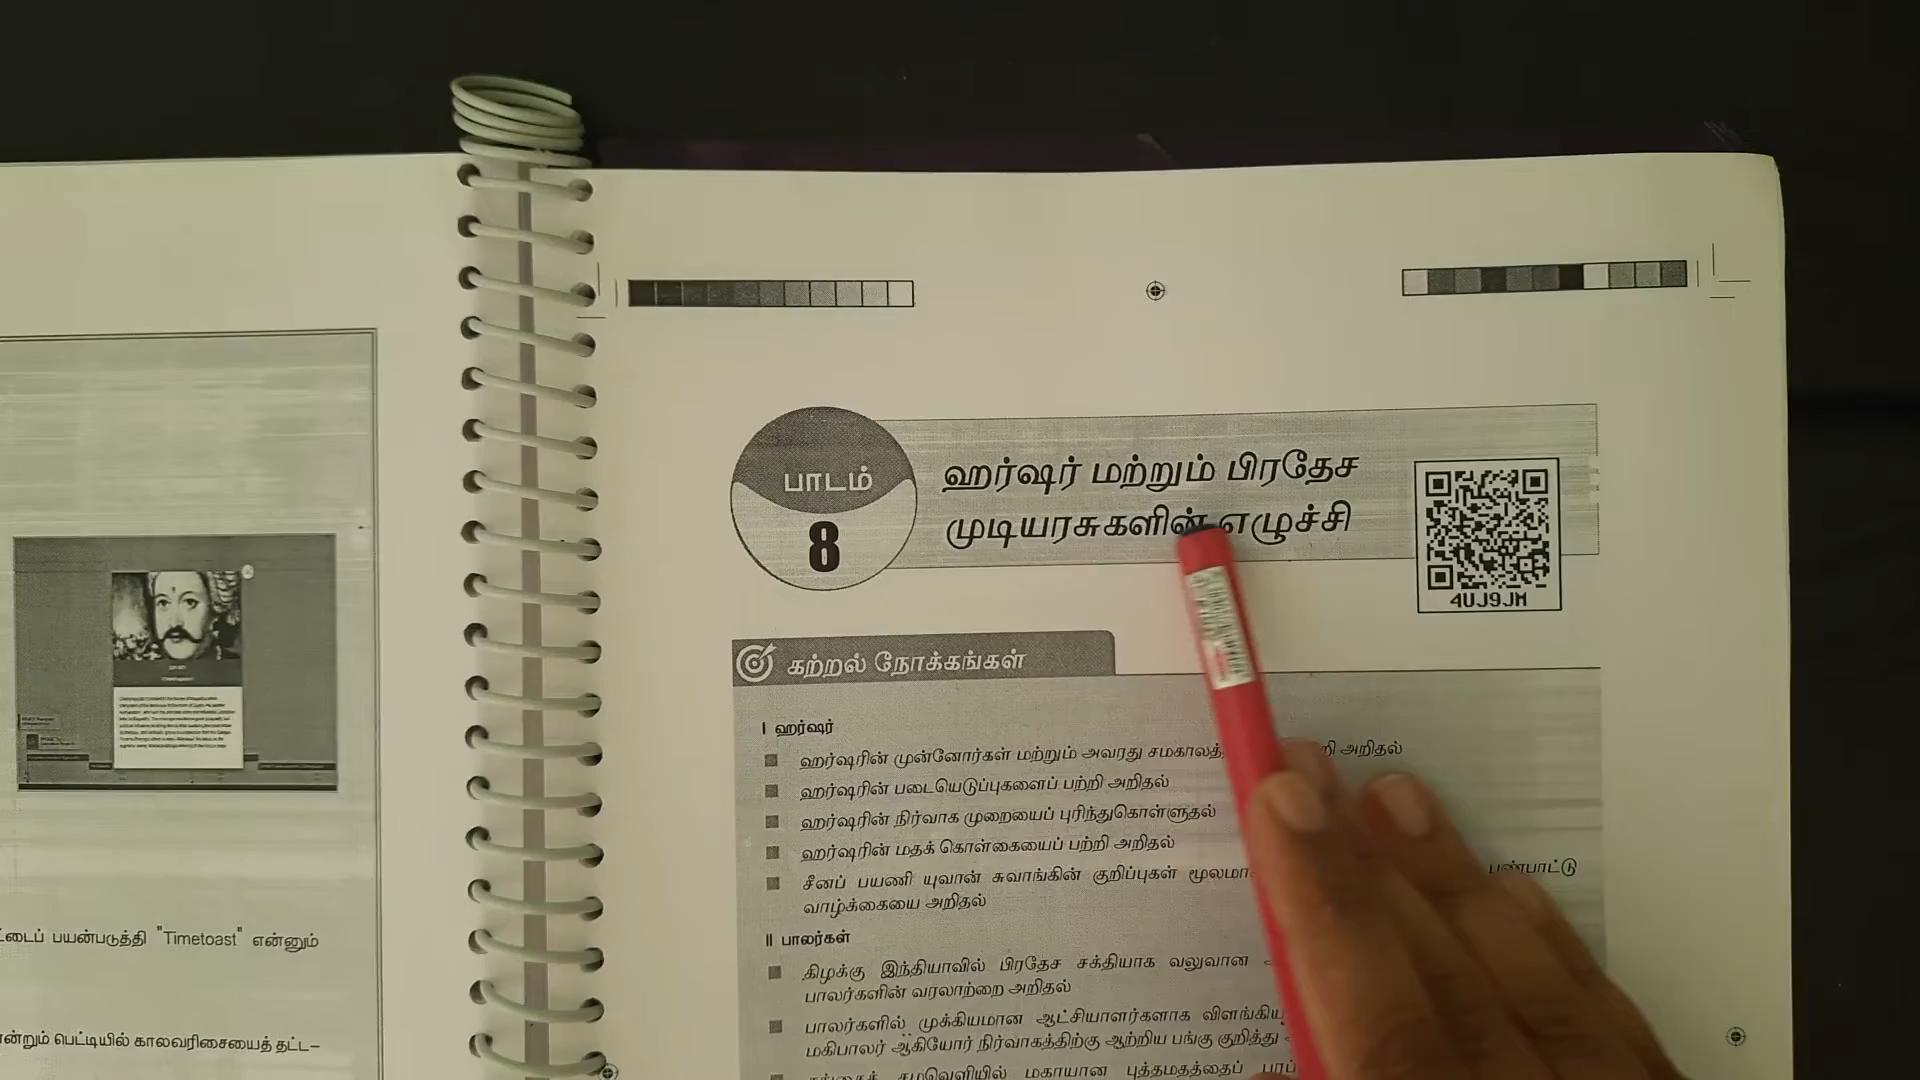 பாடம்
8
ஹர்ஷர் மற்றும் பிரதேச
முடியரசுகளின் எழுச்சி
4UJ9JM
கற்றல் நோக்கங்கள்
I ஹர்ஷர்
ஹர்ஷரின் முன்னோர்கள் மற்றும் அவரது அறிதல்
ஹர்ஷரின் படையெடுப்புகளைப் பற்றி அறிதல்
ஹர்ஷரின் நிர்வாக முறையைப் புரிந்துகொள்ளுதல்
ஹர்ஷரின் மதக் கொள்கையைப் பற்றி அறிதல்
சீனப் பயணி யுவான் சுவாங்கின் குறிப்புகள் பண்பாட்டு
வாழ்க்கையை அறிதல்
II பாலர்கள்
கிழக்கு இந்தியாவில் பிரதேச சக்தியாக வலுவான
பாலர்களின் வரலாற்றை அறிதல்
பாலர்களில் முக்கியமான ஆட்சியாளர்களாக
மகிபாலர் ஆகியோர் நிர்வாகத்திற்கு ஆற்றிய பங்கு குறித்து
சமவெளியில் மகாயான புத்தமதத்தைப்
பயன்படுத்தி "Timetoast" என்னும்
பெட்டியில் காலவரிசையைத் தட்ட–